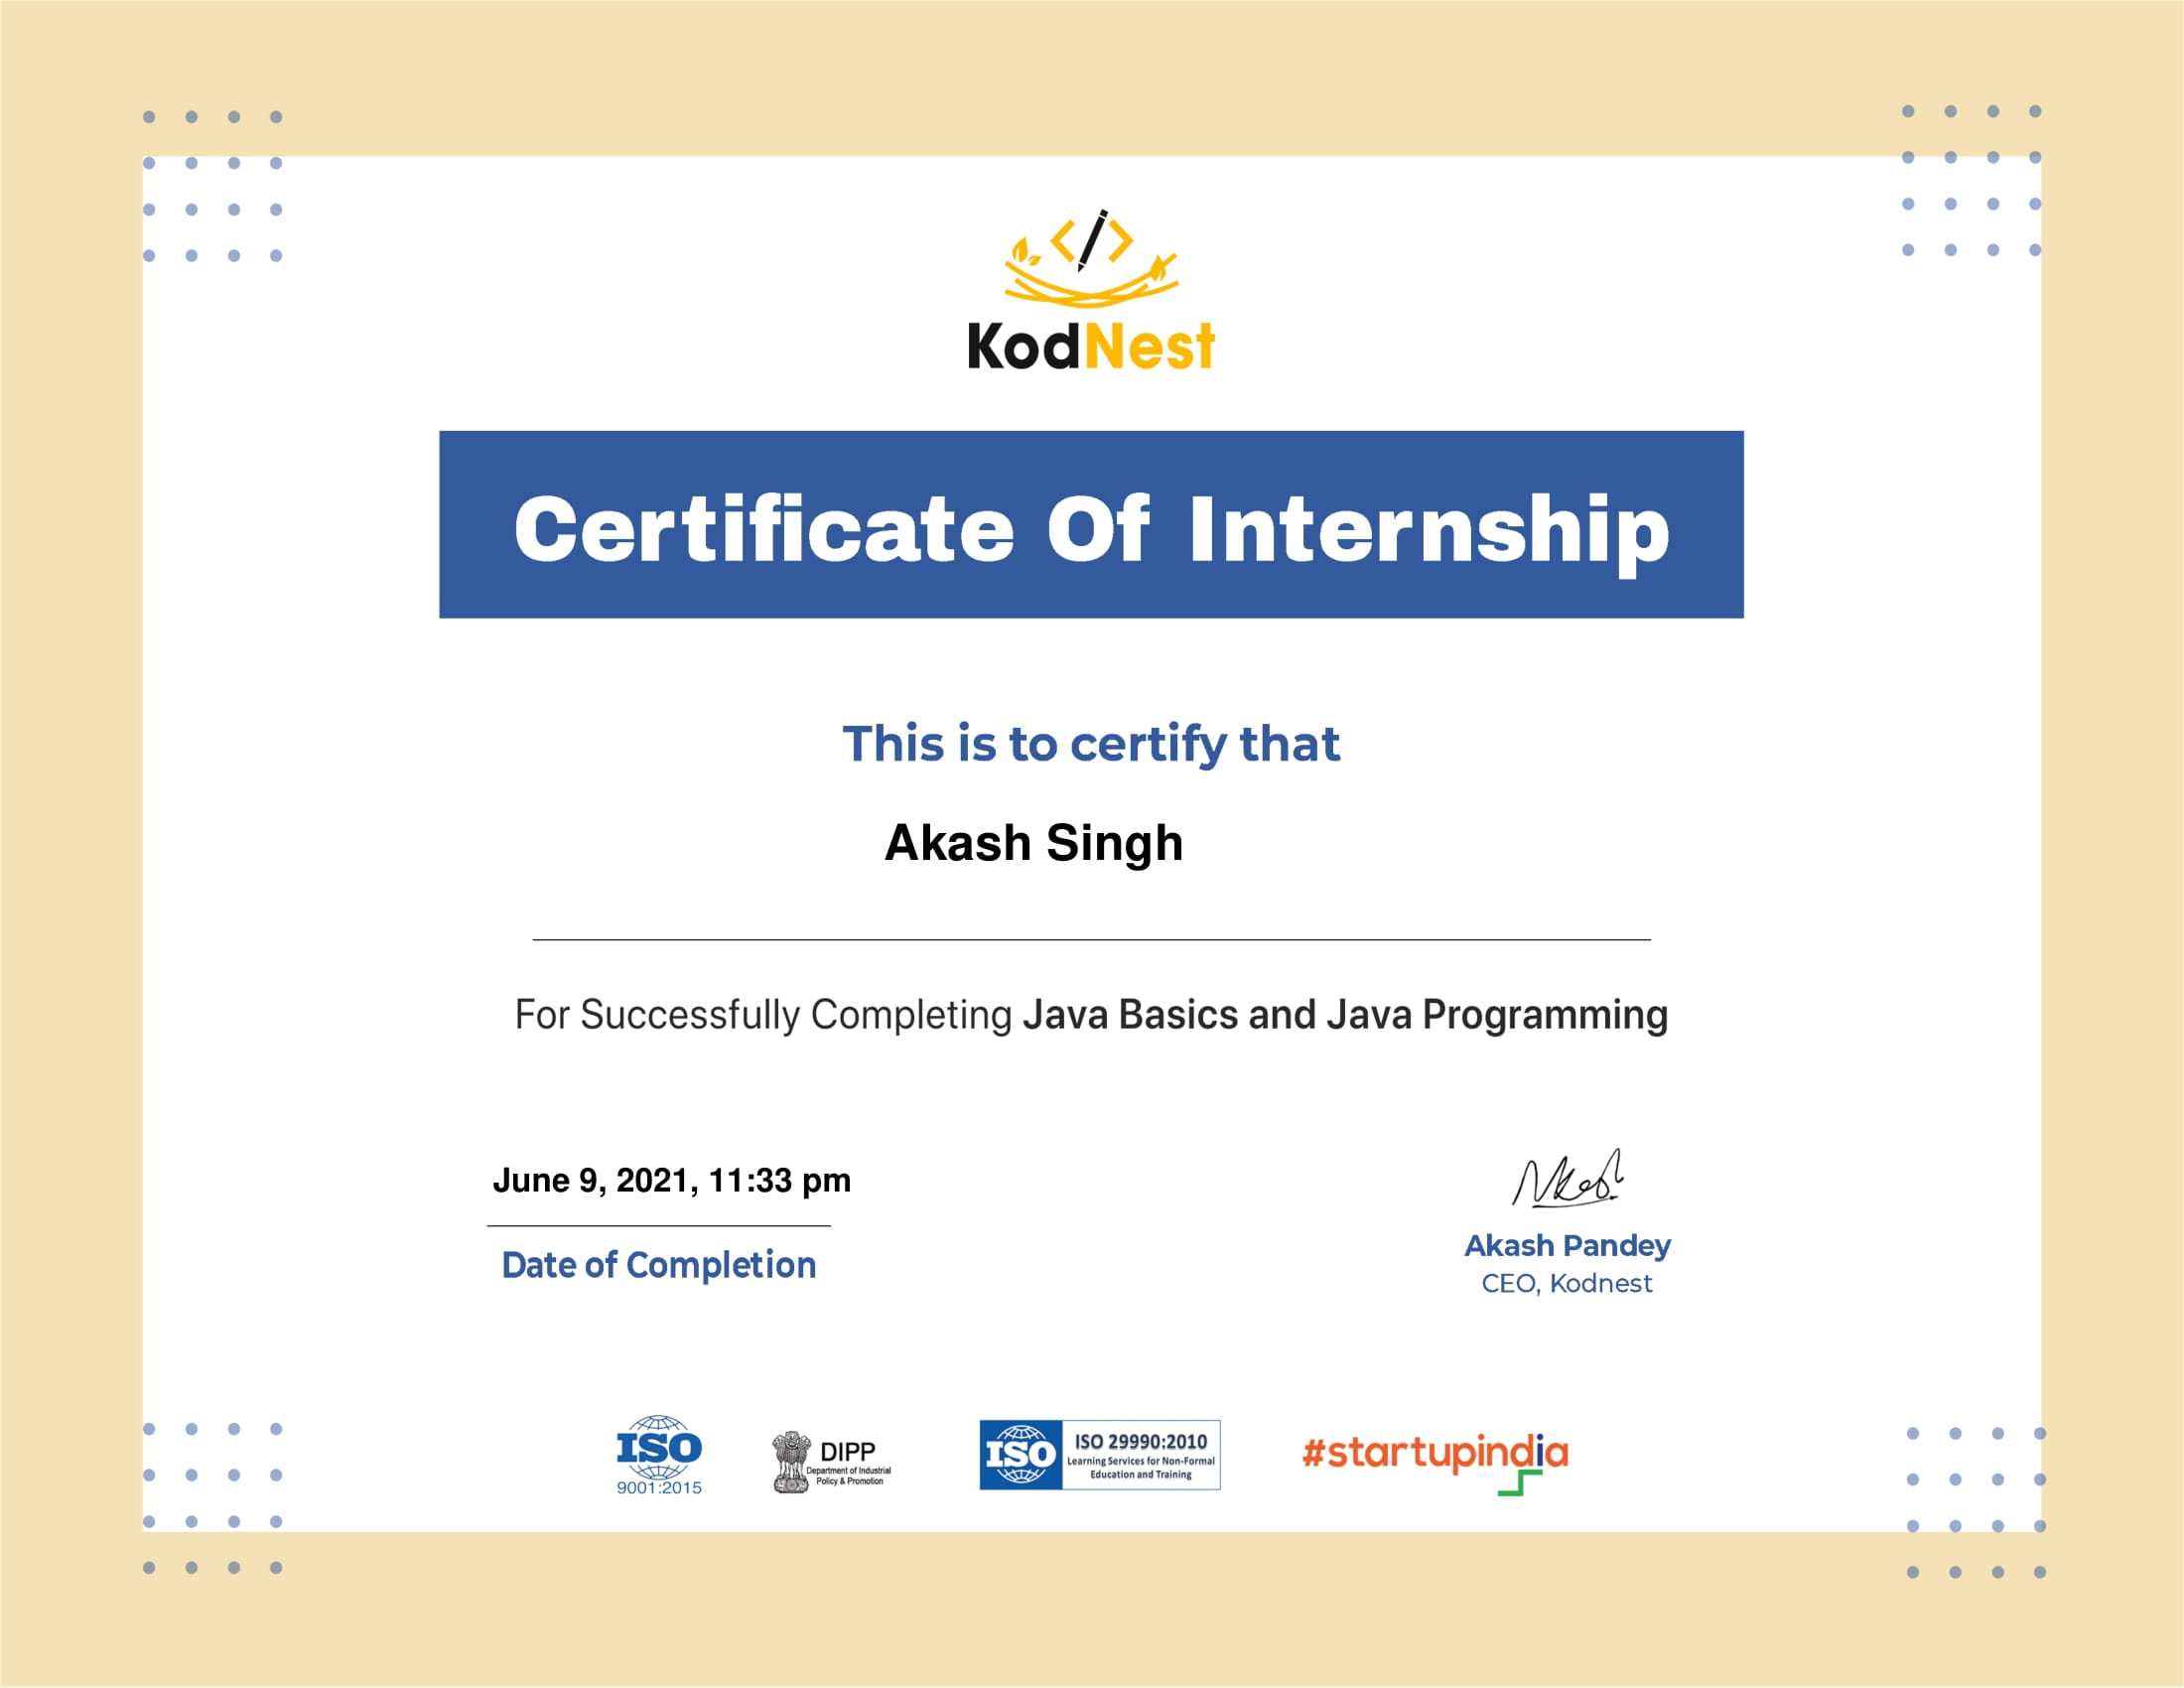 KodNest
Certificate Of Internship
This is to certify that
Akash Singh
For Successfully Completing Java Basics and Java Programming
June 9, 2021, 11:33 pm
Date of Completion
Akash Pandey
CEO, Kodnest
ISO
9001:2015
DIPP
Department of Industrial
Policy & Promotion
ISO
ISO 29990:2010
Learning Services for Non-Formal
Education and Training
#startupindia